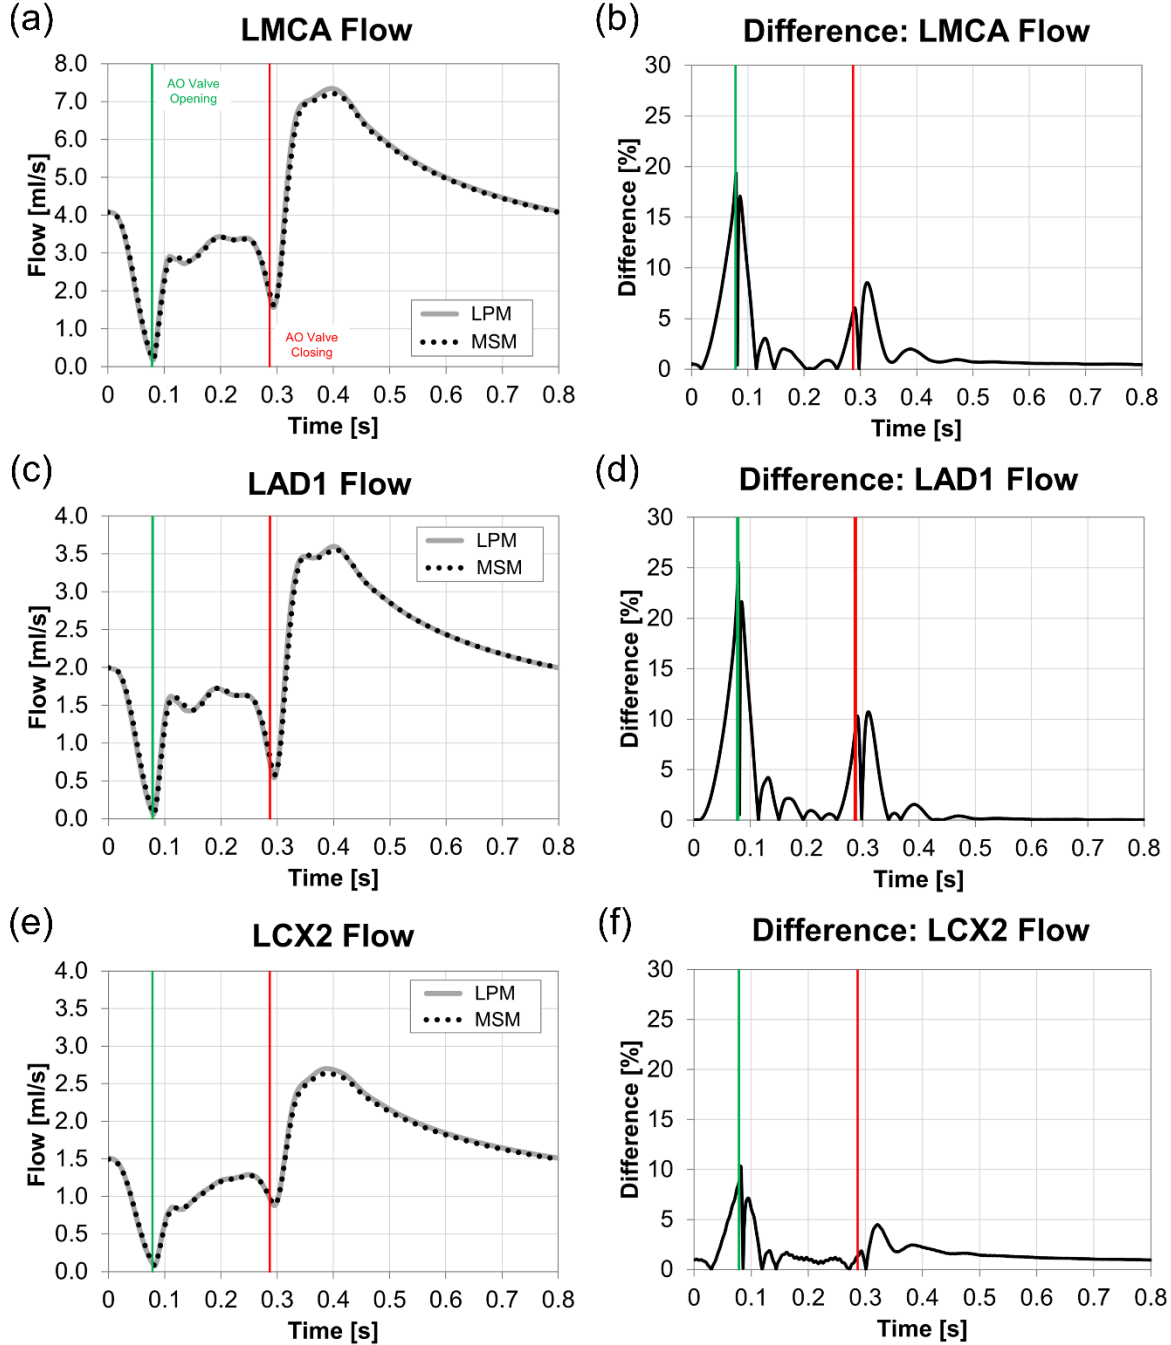 (a)
LMCA Flow
8.0
7.0
6.0
5.0
4.0
3.0
2.0
1.0
0.0
Flow [ml/s]
AO Valve
Opening
AO Valve
Closing
LPM
MSM
0 0.1 0.2 0.3 0.4 0.5 0.6 0.7 0.8
Time [s]
(b)
Difference: LMCA Flow
30
25
20
15
10
5
0
Difference [%]
0 0.1 0.2 0.3 0.4 0.5 0.6 0.7 0.8
Time [s]
(c)
LAD1 Flow
4.0
3.5
3.0
2.5
2.0
1.5
1.0
0.5
0.0
Flow [ml/s]
LPM
MSM
0 0.1 0.2 0.3 0.4 0.5 0.6 0.7 0.8
Time [s]
(d)
Difference: LAD1 Flow
30
25
20
15
10
5
0
Difference [%]
0 0.1 0.2 0.3 0.4 0.5 0.6 0.7 0.8
Time [s]
(e)
LCX2 Flow
4.0
3.5
3.0
2.5
2.0
1.5
1.0
0.5
0.0
Flow [ml/s]
LPM
MSM
0 0.1 0.2 0.3 0.4 0.5 0.6 0.7 0.8
Time [s]
(f)
Difference: LCX2 Flow
30
25
20
15
10
5
0
Difference [%]
0 0.1 0.2 0.3 0.4 0.5 0.6 0.7 0.8
Time [s]